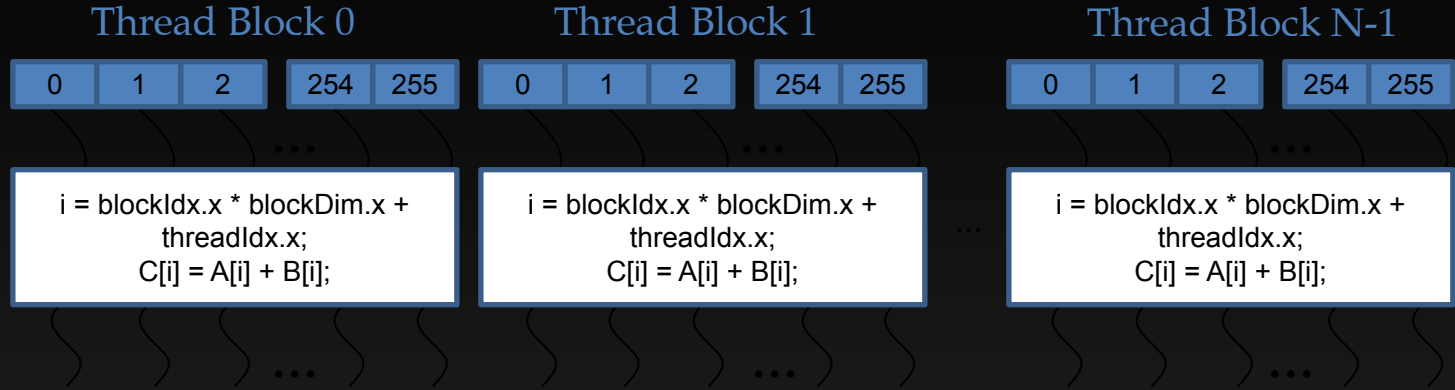 Thread Block 0 Thread Block 1 Thread Block N-1
0 1 2 254 255 0 1 2 254 255 0 1 2 254 255
... ... ...
i = blockIdx.x * blockDim.x +
threadIdx.x;
C[i] = A[i] + B[i];
i = blockIdx.x * blockDim.x +
threadIdx.x;
C[i] = A[i] + B[i];
...
i = blockIdx.x * blockDim.x +
threadIdx.x;
C[i] = A[i] + B[i];
... ... ...